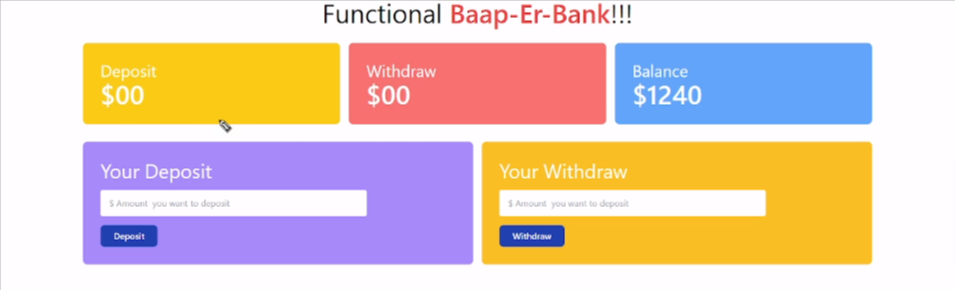 Functional Baap-Er-Bank!!!
Deposit
$00
Withdraw
$00
Balance
$1240
Your Deposit
$ Amount you want to deposit
Deposit
Your Withdraw
$ Amount you want to deposit
Withdraw